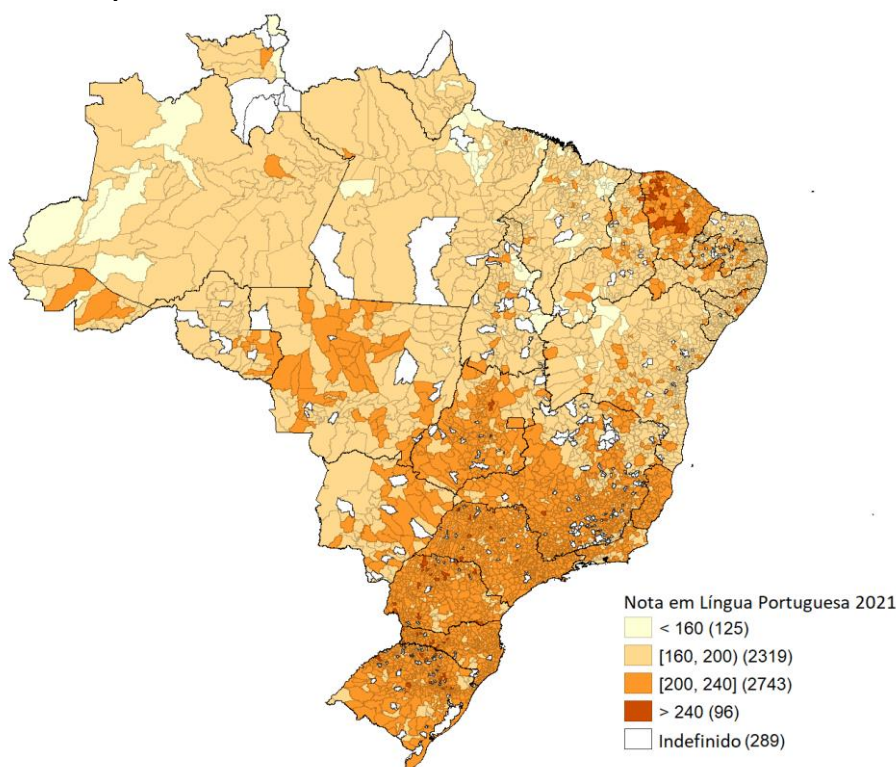 Nota em Língua Portuguesa 2021
< 160 (125)
[160, 200) (2319)
[200, 240] (2743)
> 240 (96)
Indefinido (289)